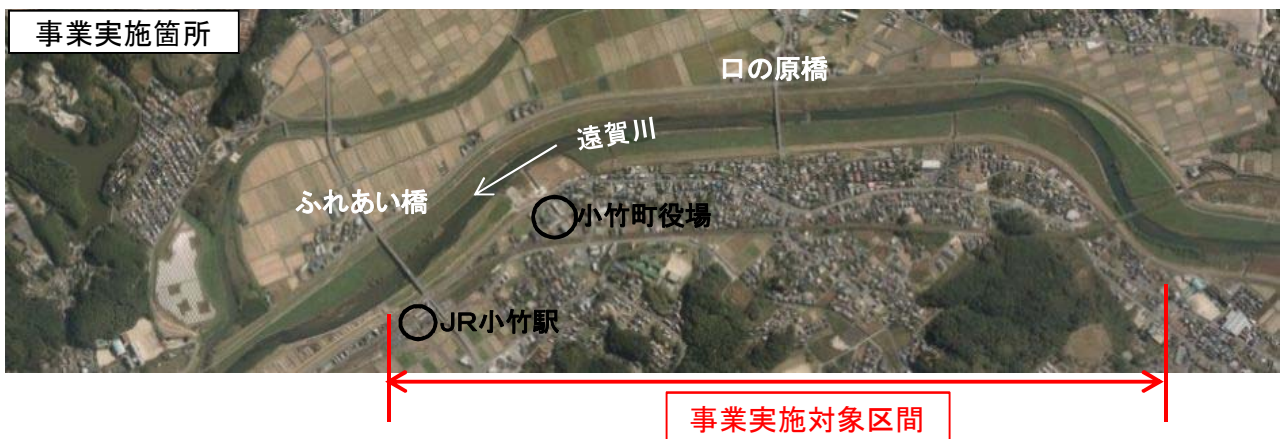 事業実施箇所
口の原橋
遠賀川
ふれあい橋
小竹町役場
JR小竹駅
事業実施対象区間